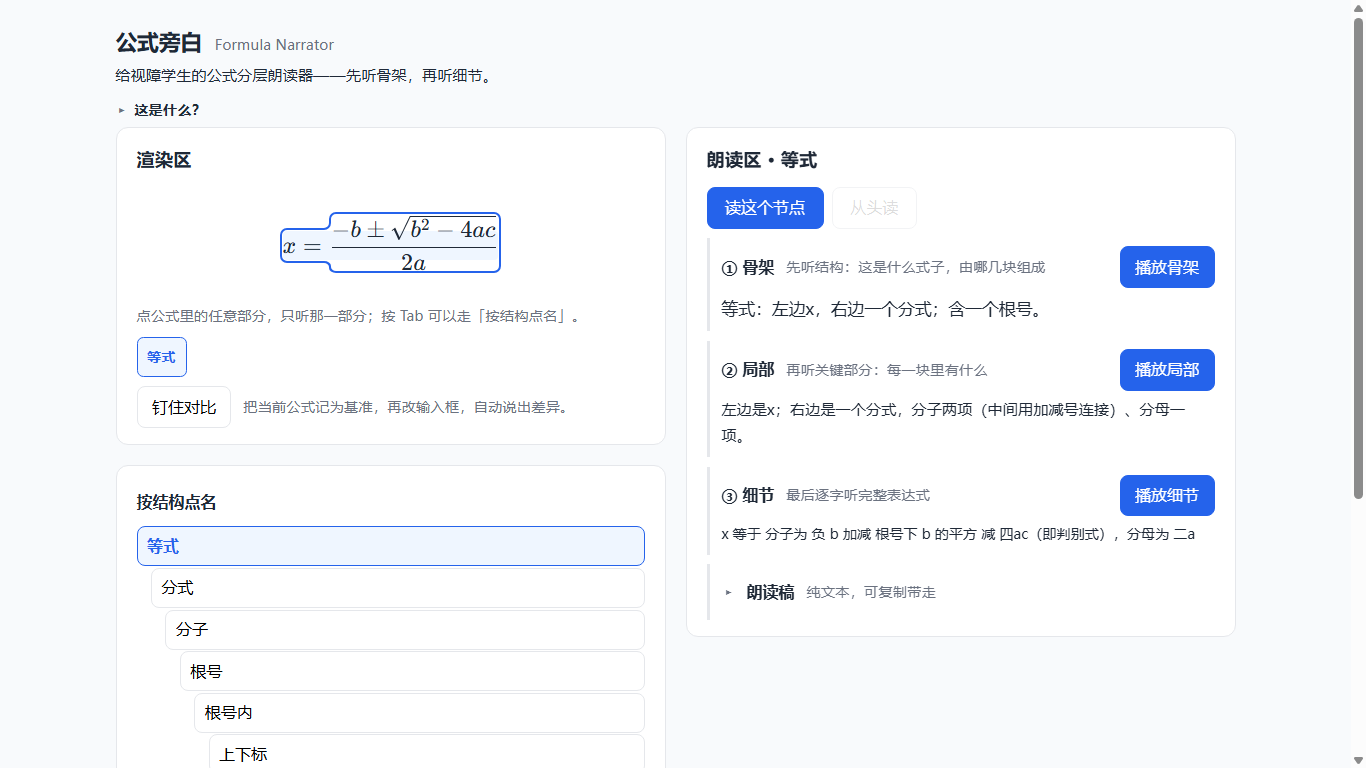 公式旁白 Formula Narrator
给视障学生的公式分层朗读器——先听骨架，再听细节。
▸ 这是什么？
渲染区
x = \frac{-b ± \sqrt{b^2 - 4ac}}{2a}
点公式里的任意部分，只听那一部分；按 Tab 可以走「按结构点名」。
等式
钉住对比 把当前公式记为基准，再改输入框，自动说出差异。
按结构点名
等式
分式
分子
根号
根号内
上下标
朗读区 · 等式
读这个节点 从头读
① 骨架 先听结构：这是什么式子，由哪几块组成 播放骨架
等式：左边x，右边一个分式；含一个根号。
② 局部 再听关键部分：每一块里有什么 播放局部
左边是x；右边是一个分式，分子两项（中间用加减号连接）、分母一
项。
③ 细节 最后逐字听完整表达式 播放细节
x 等于 分子为 负 b 加减 根号下 b 的平方 减 四ac（即判别式），分母为 二a
▸ 朗读稿 纯文本，可复制带走